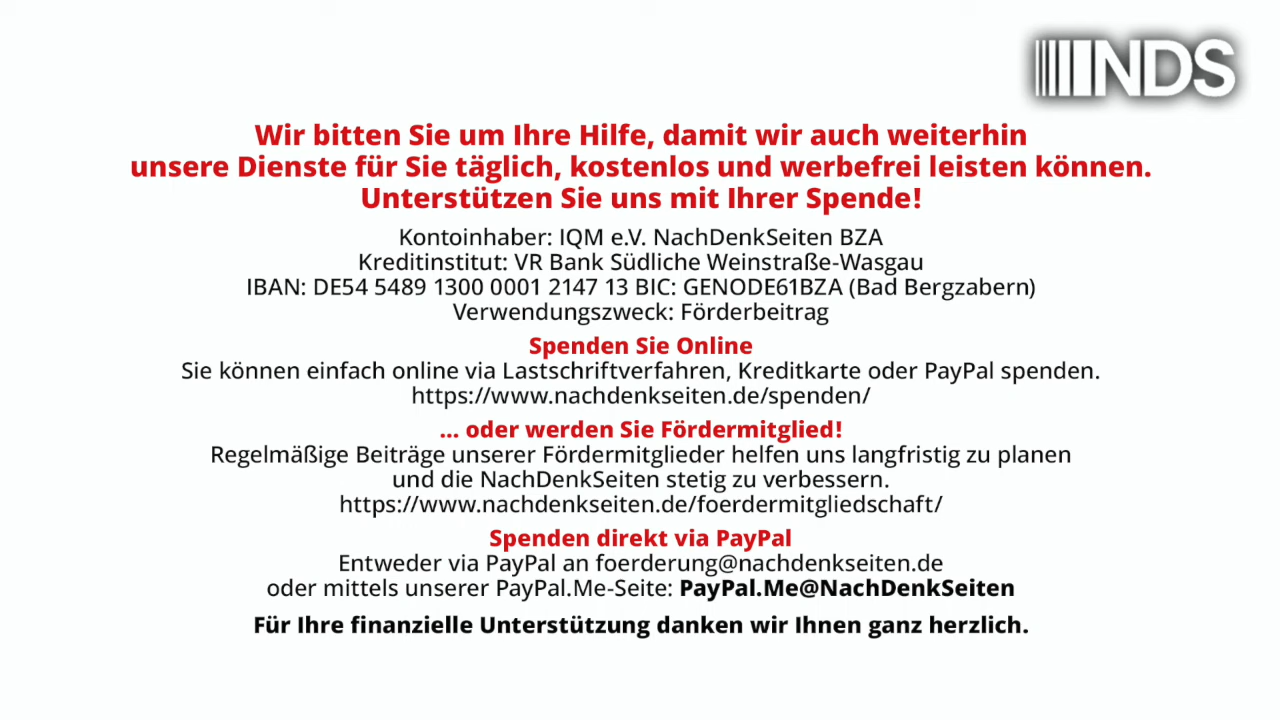 NDS
Wir bitten Sie um Ihre Hilfe, damit wir auch weiterhin
unsere Dienste für Sie täglich, kostenlos und werbefrei leisten können.
Unterstützen Sie uns mit Ihrer Spende!
Kontoinhaber: IQM e.V. NachDenkSeiten BZA
Kreditinstitut: VR Bank Südliche Weinstraße-Wasgau
IBAN: DE54 5489 1300 0001 2147 13 BIC: GENODE61BZA (Bad Bergzabern)
Verwendungszweck: Förderbeitrag
Spenden Sie Online
Sie können einfach online via Lastschriftverfahren, Kreditkarte oder PayPal spenden.
https://www.nachdenkseiten.de/spenden/
... oder werden Sie Fördermitglied!
Regelmäßige Beiträge unserer Fördermitglieder helfen uns langfristig zu planen
und die NachDenkSeiten stetig zu verbessern.
https://www.nachdenkseiten.de/foerdermitgliedschaft/
Spenden direkt via PayPal
Entweder via PayPal an foerderung@nachdenkseiten.de
oder mittels unserer PayPal.Me-Seite: PayPal.Me@NachDenkSeiten
Für Ihre finanzielle Unterstützung danken wir Ihnen ganz herzlich.